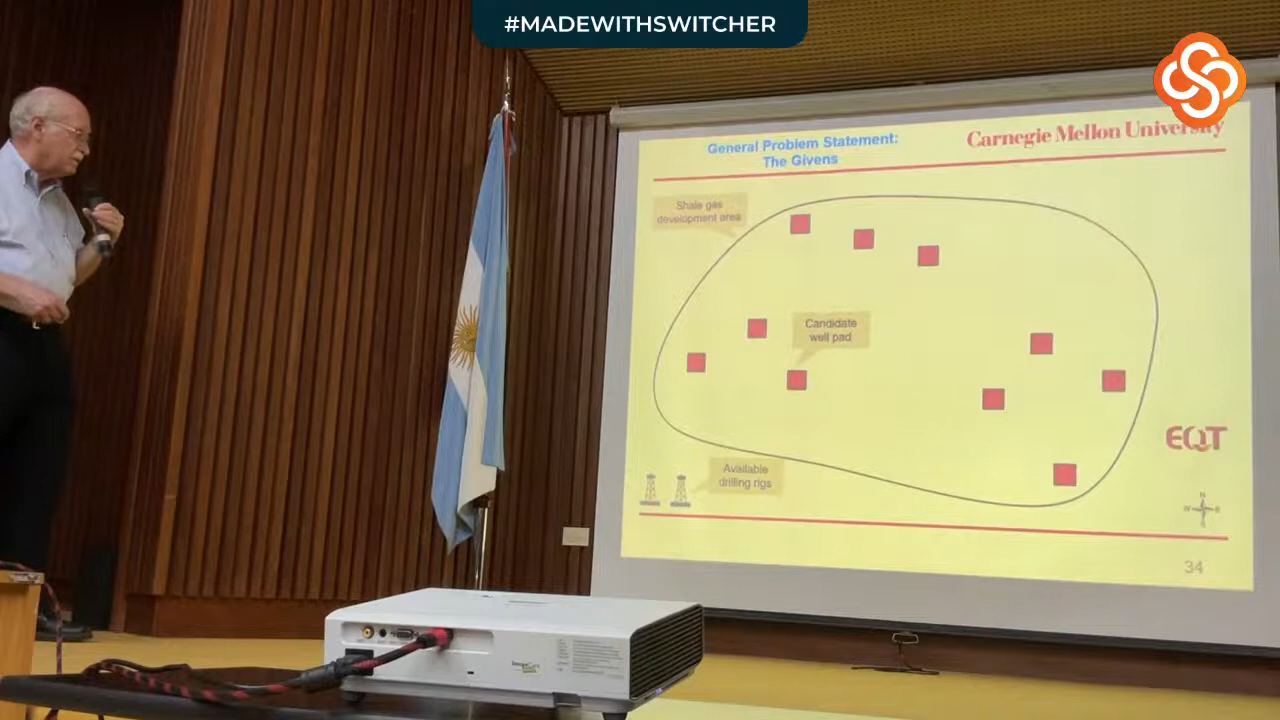 #MADEWITHSWITCHER
General Problem Statement:
The Givens
Carnegie Mellon University
Shale gas
development area
Candidate
well pad
Available
drilling rigs
EQT
N
34